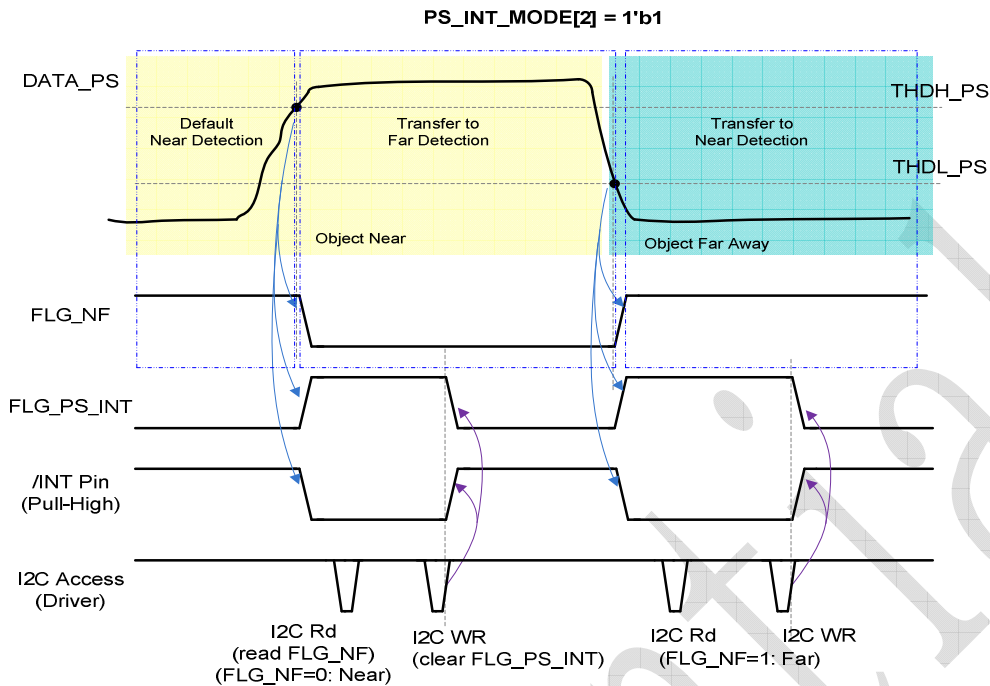 PS_INT_MODE[2] = 1'b1
DATA_PS
THDH_PS
Default
Near Detection
Transfer to
Far Detection
Transfer to
Near Detection
THDL_PS
Object Near
Object Far Away
FLG_NF
FLG_PS_INT
/INT Pin
(Pull-High)
I2C Access
(Driver)
I2C Rd
(read FLG_NF)
(FLG_NF=0: Near)
I2C WR
(clear FLG_PS_INT)
I2C Rd
(FLG_NF=1: Far)
I2C WR